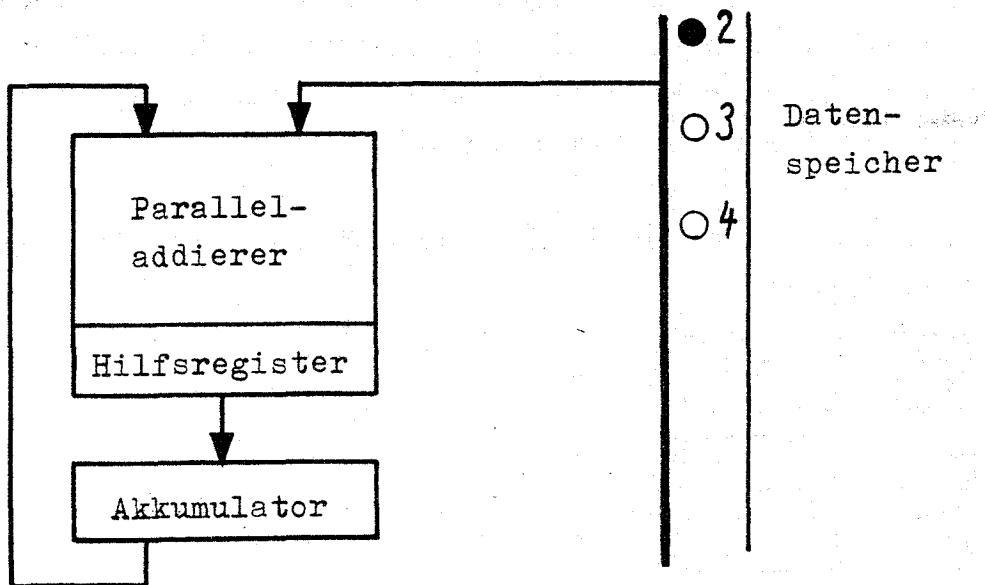 2
3
Daten-
speicher
4
Parallel-
addierer
Hilfsregister
Akkumulator